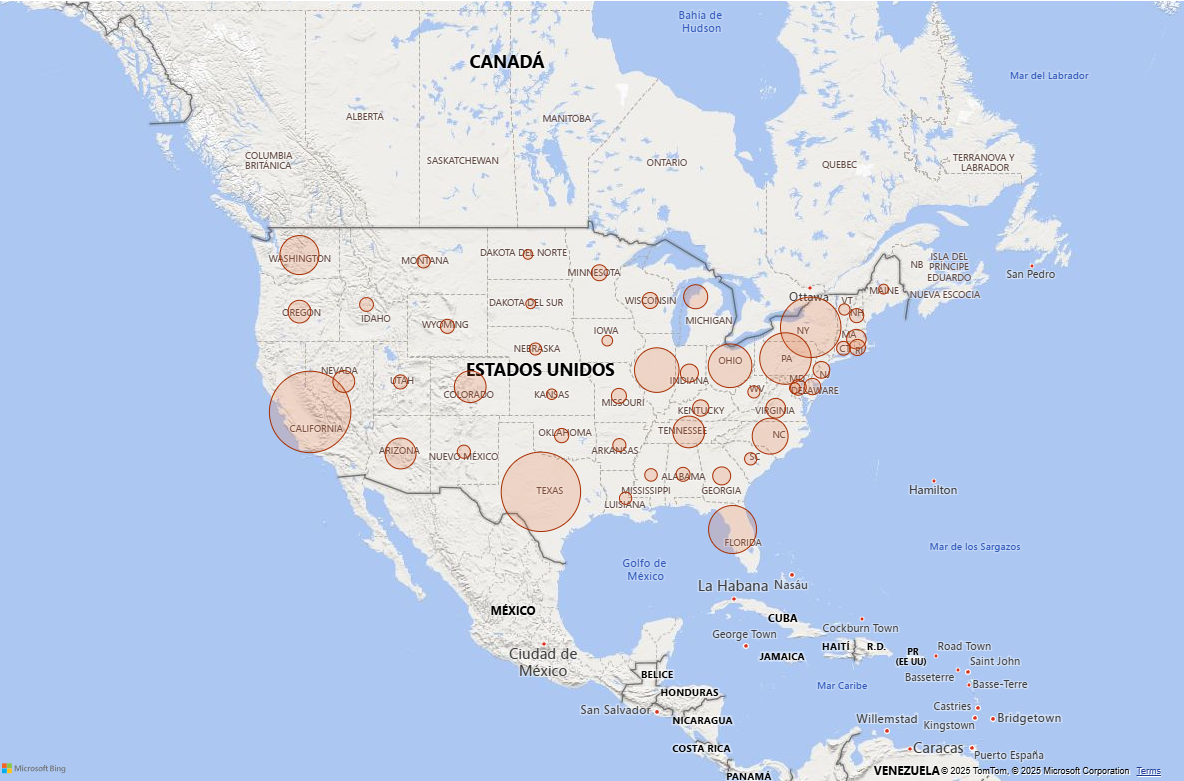 Bahía de
Hudson
CANADÁ
Mar del Labrador
ALBERTA
MANITOBA
COLUMBIA
BRITÁNICA
SASKATCHEWAN
ONTARIO
QUEBEC
TERRANOVA Y
LABRADOR
WASHINGTON
MONTANA
DAKOTA DEL NORTE
MINNESOTA
NB
ISLA DEL
PRÍNCIPE
EDUARDO
San Pedro
MAINE
NUEVA ESCOCIA
Ottawa
OREGON
IDAHO
DAKOTA DEL SUR
WISCONSIN
VT
NH
MICHIGAN
WYOMING
IOWA
NY
MA
NEBRASKA
CT
RI
ESTADOS UNIDOS
OHIO
PA
NEVADA
UTAH
COLORADO
KANSAS
MISSOURI
INDIANA
WV
MD
NJ
DELAWARE
KENTUCKY
VIRGINIA
CALIFORNIA
OKLAHOMA
TENNESSEE
NC
ARIZONA
NUEVO MÉXICO
ARKANSAS
SC
TEXAS
MISSISSIPPI
ALABAMA
GEORGIA
LUISIANA
Hamilton
FLORIDA
Mar de los Sargazos
Golfo de
México
La Habana
Nasáu
MÉXICO
CUBA
Cockburn Town
George Town
JAMAICA
HAITÍ
R.D.
PR
(EE UU)
Road Town
Saint John
Ciudad de
México
BELICE
Basseterre
Basse-Terre
HONDURAS
Mar Caribe
San Salvador
NICARAGUA
Castries
Willemstad
Kingstown
Bridgetown
COSTA RICA
Caracas
Puerto España
PANAMÁ
VENEZUELA
Microsoft Bing
© 2025 TomTom, © 2025 Microsoft Corporation Terms